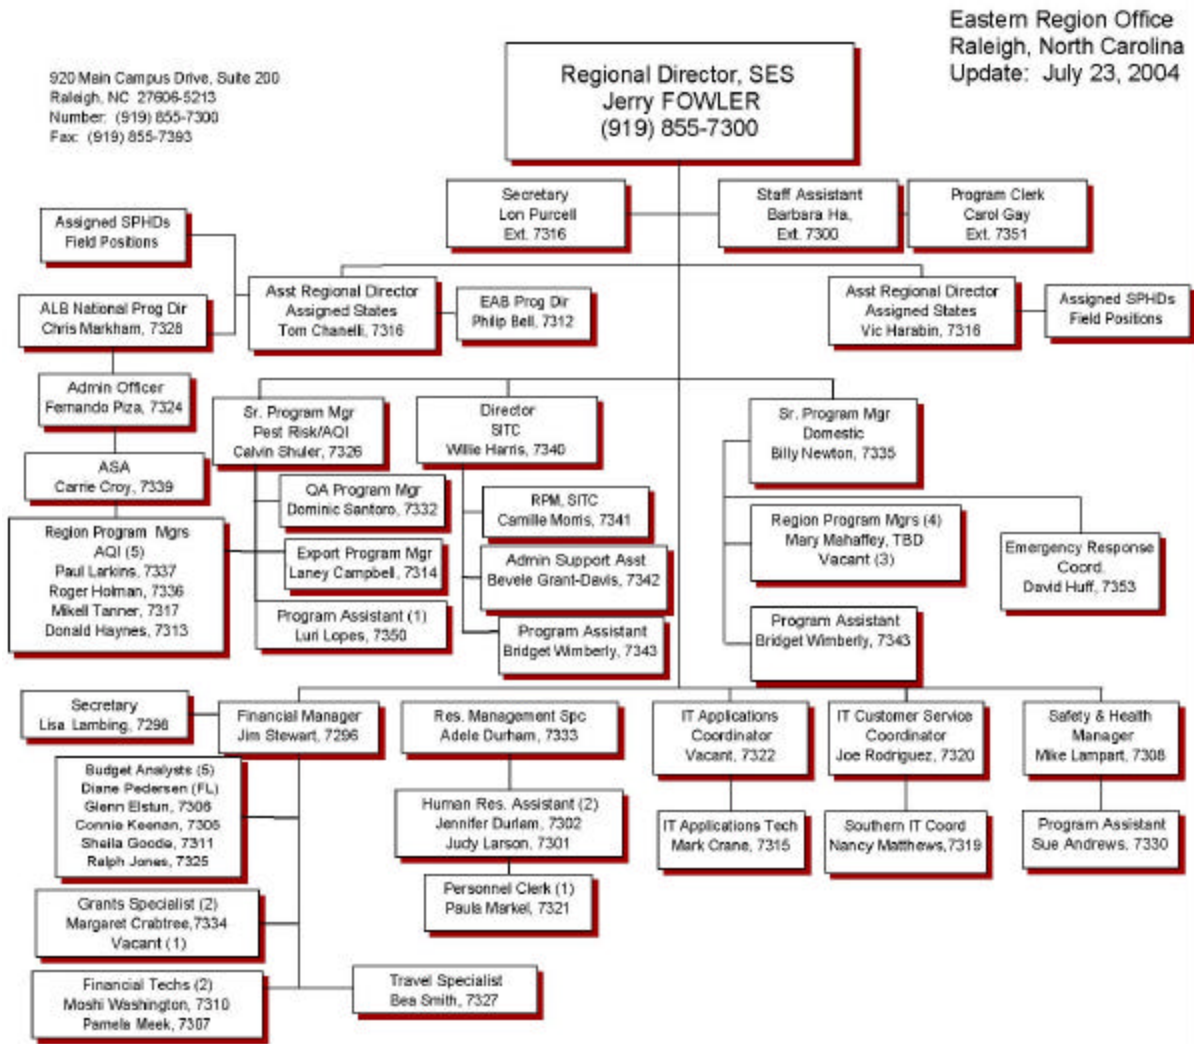 Eastern Region Office
Raleigh, North Carolina
Update: July 23, 2004
920 Main Campus Drive, Suite 200
Raleigh, NC 27606-5213
Number: (919) 855-7300
Fax: (919) 855-7393
Regional Director, SES
Jerry FOWLER
(919) 855-7300
Secretary
Lon Purcell
Ext. 7316
Staff Assistant
Barbara Ha,
Ext. 7300
Program Clerk
Carol Gay
Ext. 7351
Assigned SPHDs
Field Positions
Asst Regional Director
Assigned States
Tom Chanelli, 7316
EAB Prog Dir
Philip Bell, 7312
Asst Regional Director
Assigned States
Vic Harabin, 7316
Assigned SPHDs
Field Positions
ALB National Prog Dir
Chris Markham, 7328
Admin Officer
Fernando Piza, 7324
ASA
Carrie Croy, 7339
Region Program Mgrs
AQI (5)
Paul Larkins, 7337
Roger Holman, 7336
Mikell Tanner, 7317
Donald Haynes, 7313
Sr. Program Mgr
Pest Risk/AQI
Calvin Shuler, 7326
QA Program Mgr
Dominic Santoro, 7332
Export Program Mgr
Laney Campbell, 7314
Program Assistant (1)
Luri Lopes, 7350
Director
SITC
Willie Harris, 7340
RPM, SITC
Camille Morris, 7341
Admin Support Asst
Bevele Grant-Davis, 7342
Program Assistant
Bridget Wimberly, 7343
Sr. Program Mgr
Domestic
Billy Newton, 7335
Region Program Mgrs (4)
Mary Mahaffey, TBD
Vacant (3)
Program Assistant
Bridget Wimberly, 7343
Emergency Response
Coord.
David Huff, 7353
Secretary
Lisa Lambing, 7298
Financial Manager
Jim Stewart, 7296
Budget Analysts (5)
Diane Pedersen (FL)
Glenn Elstun, 7306
Connie Keenan, 7305
Sheila Goode, 7311
Ralph Jones, 7325
Grants Specialist (2)
Margaret Crabtree,7334
Vacant (1)
Financial Techs (2)
Moshi Washington, 7310
Pamela Meek, 7307
Travel Specialist
Bea Smith, 7327
Res. Management Spc
Adele Durham, 7333
Human Res. Assistant (2)
Jennifer Durlam, 7302
Judy Larson, 7301
Personnel Clerk (1)
Paula Markel, 7321
IT Applications
Coordinator
Vacant, 7322
IT Applications Tech
Mark Crane, 7315
IT Customer Service
Coordinator
Joe Rodriguez, 7320
Southern IT Coord
Nancy Matthews,7319
Safety & Health
Manager
Mike Lampart, 7308
Program Assistant
Sue Andrews, 7330